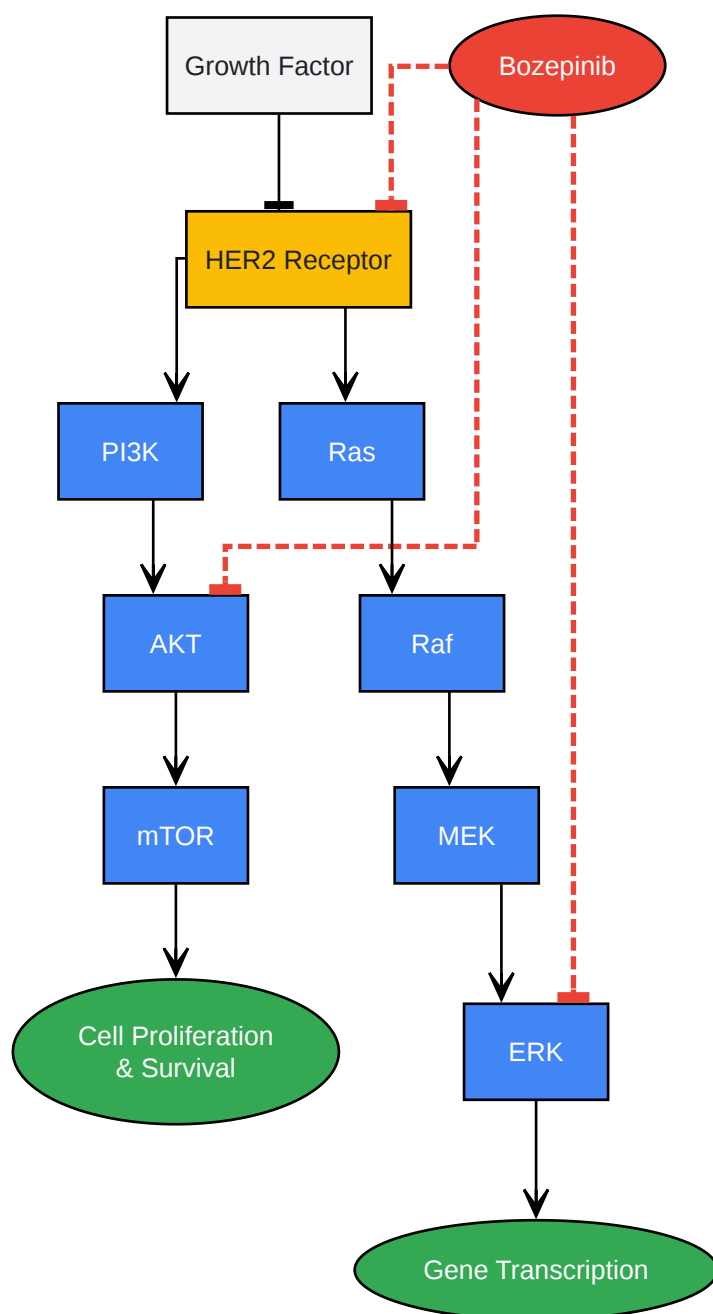 Growth Factor
Bozepinib
HER2 Receptor
PI3K
Ras
AKT
Raf
mTOR
MEK
Cell Proliferation
& Survival
ERK
Gene Transcription